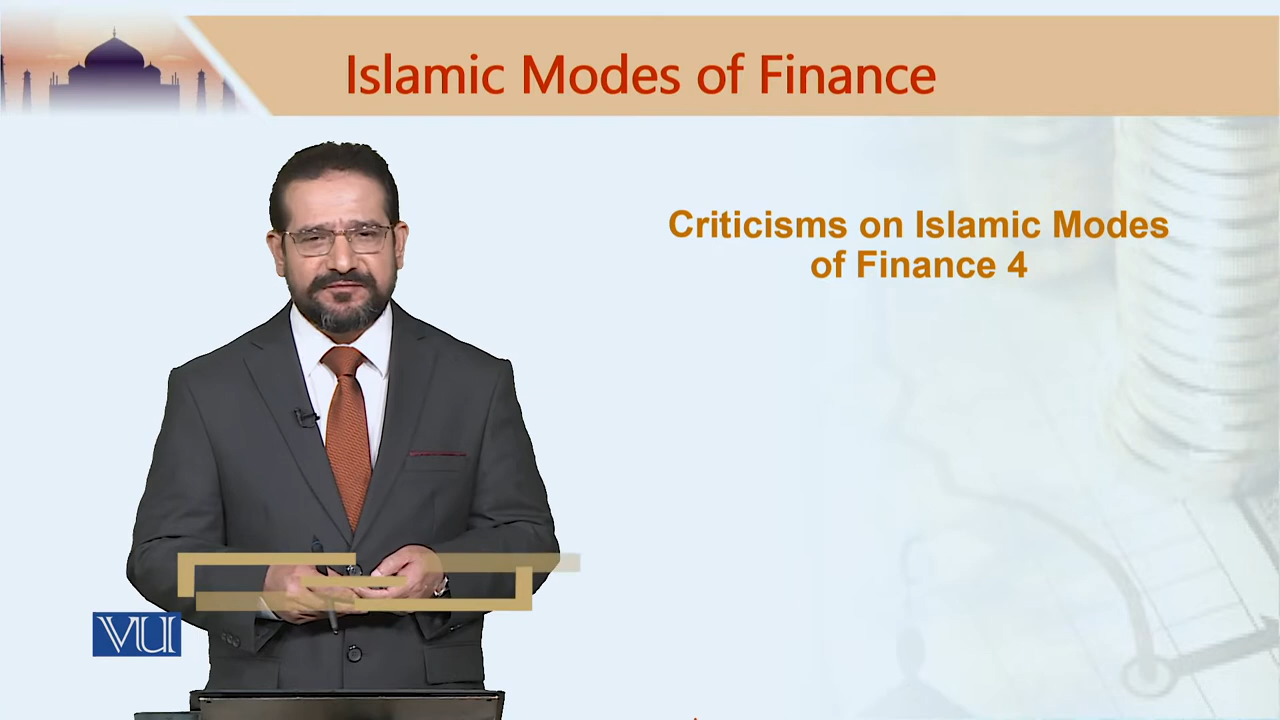 Islamic Modes of Finance
Criticisms on Islamic Modes
of Finance 4
VU